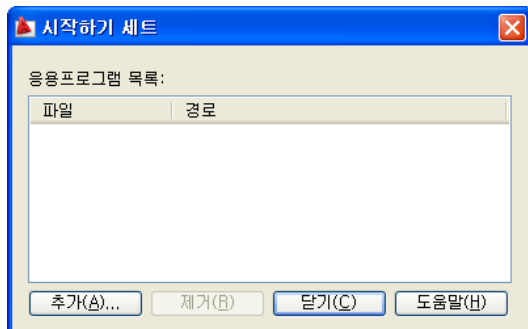 시작하기 세트
응용프로그램 목록:
파일 경로
추가(A)... 제거(R) 닫기(C) 도움말(H)